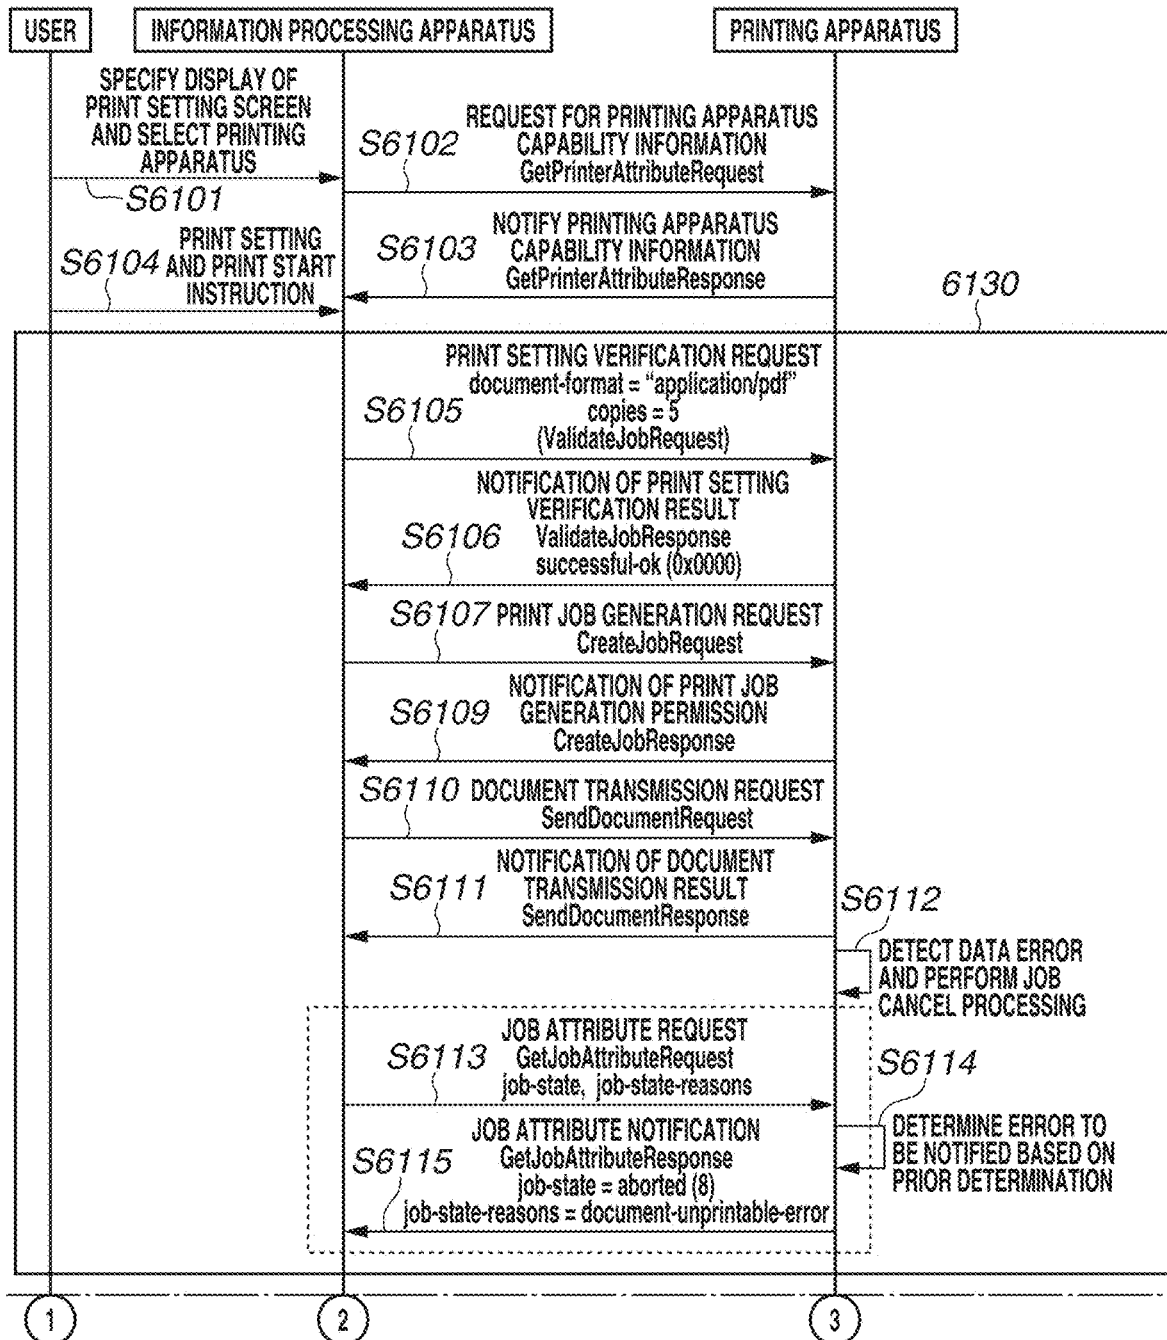 USER
INFORMATION PROCESSING APPARATUS
PRINTING APPARATUS
SPECIFY DISPLAY OF
PRINT SETTING SCREEN
AND SELECT PRINTING
APPARATUS
S6101
S6102
REQUEST FOR PRINTING APPARATUS
CAPABILITY INFORMATION
GetPrinterAttributeRequest
S6103
NOTIFY PRINTING APPARATUS
CAPABILITY INFORMATION
GetPrinterAttributeResponse
S6104
PRINT SETTING
AND PRINT START
INSTRUCTION
6130
PRINT SETTING VERIFICATION REQUEST
document-format = “application/pdf”
copies = 5
(ValidateJobRequest)
S6105
NOTIFICATION OF PRINT SETTING
VERIFICATION RESULT
ValidateJobResponse
successful-ok (0x0000)
S6106
S6107
PRINT JOB GENERATION REQUEST
CreateJobRequest
NOTIFICATION OF PRINT JOB
GENERATION PERMISSION
CreateJobResponse
S6109
S6110
DOCUMENT TRANSMISSION REQUEST
SendDocumentRequest
NOTIFICATION OF DOCUMENT
TRANSMISSION RESULT
SendDocumentResponse
S6111
S6112
DETECT DATA ERROR
AND PERFORM JOB
CANCEL PROCESSING
JOB ATTRIBUTE REQUEST
GetJobAttributeRequest
job-state, job-state-reasons
S6113
S6114
DETERMINE ERROR TO
BE NOTIFIED BASED ON
PRIOR DETERMINATION
JOB ATTRIBUTE NOTIFICATION
GetJobAttributeResponse
job-state = aborted (8)
job-state-reasons = document-unprintable-error
S6115
1
2
3